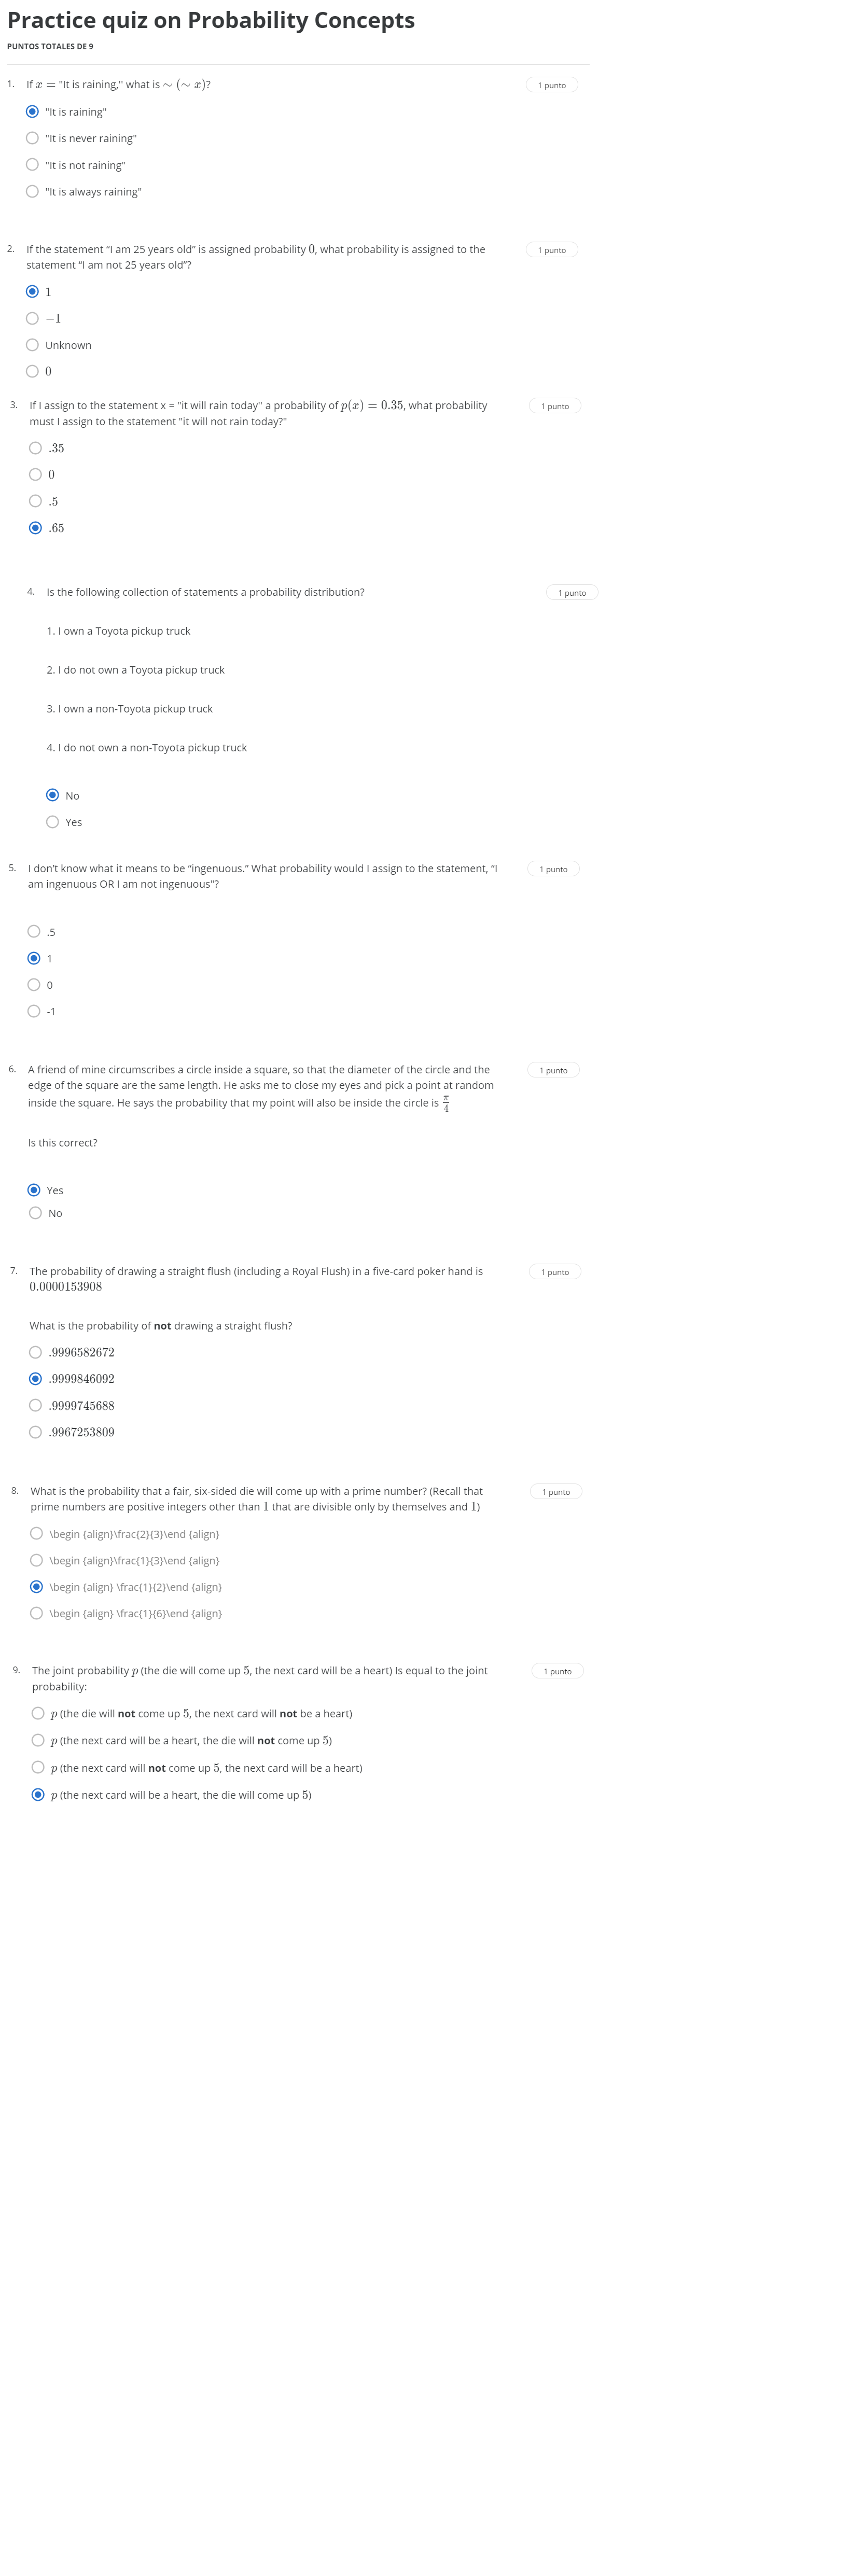 Practice quiz on Probability Concepts
PUNTOS TOTALES DE 9
1. If x = "It is raining,'' what is ∼ (∼ x)?
1 punto
"It is raining"
"It is never raining"
"It is not raining"
"It is always raining"
2. If the statement “I am 25 years old” is assigned probability 0, what probability is assigned to the
statement “I am not 25 years old”?
1 punto
1
−1
Unknown
0
3. If I assign to the statement x = "it will rain today'' a probability of p(x) = 0.35, what probability
must I assign to the statement "it will not rain today?"
1 punto
.35
0
.5
.65
4. Is the following collection of statements a probability distribution?
1 punto
1. I own a Toyota pickup truck
2. I do not own a Toyota pickup truck
3. I own a non-Toyota pickup truck
4. I do not own a non-Toyota pickup truck
No
Yes
5. I don’t know what it means to be “ingenuous.” What probability would I assign to the statement, “I
am ingenuous OR I am not ingenuous"?
1 punto
.5
1
0
-1
6. A friend of mine circumscribes a circle inside a square, so that the diameter of the circle and the
edge of the square are the same length. He asks me to close my eyes and pick a point at random
inside the square. He says the probability that my point will also be inside the circle is π/4
1 punto
Is this correct?
Yes
No
7. The probability of drawing a straight flush (including a Royal Flush) in a five-card poker hand is
0.0000153908
1 punto
What is the probability of not drawing a straight flush?
.9996582672
.9999846092
.9999745688
.9967253809
8. What is the probability that a fair, six-sided die will come up with a prime number? (Recall that
prime numbers are positive integers other than 1 that are divisible only by themselves and 1)
1 punto
\begin {align}\frac{2}{3}\end {align}
\begin {align}\frac{1}{3}\end {align}
\begin {align} \frac{1}{2}\end {align}
\begin {align} \frac{1}{6}\end {align}
9. The joint probability p (the die will come up 5, the next card will be a heart) Is equal to the joint
probability:
1 punto
p (the die will not come up 5, the next card will not be a heart)
p (the next card will be a heart, the die will not come up 5)
p (the next card will not come up 5, the next card will be a heart)
p (the next card will be a heart, the die will come up 5)